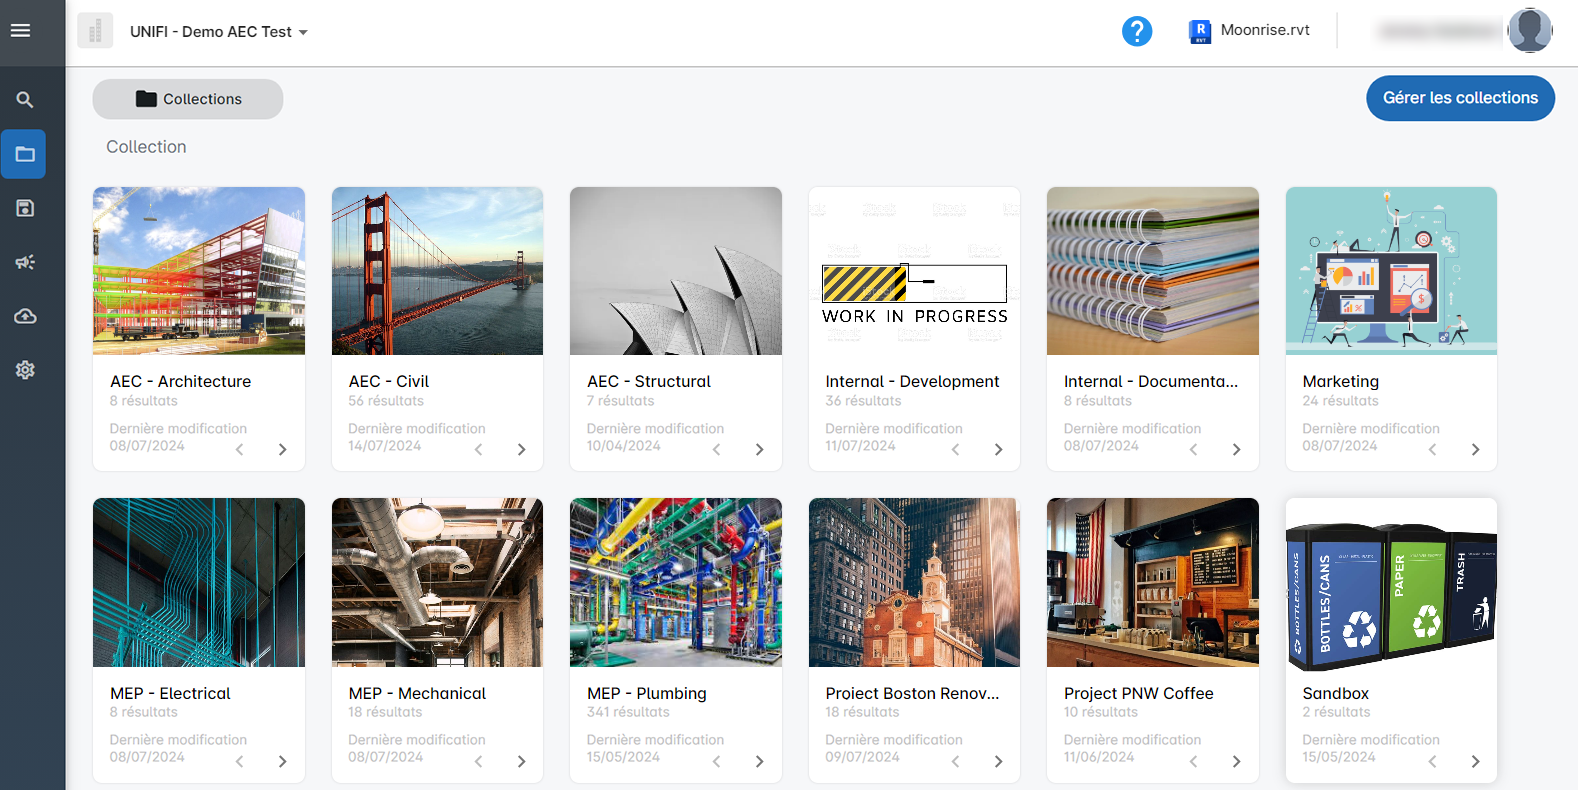 UNIFI - Demo AEC Test
Moonrise.rvt
Collections
Gérer les collections
Collection
WORK IN PROGRESS
AEC - Architecture
8 résultats
Dernière modification
08/07/2024
AEC - Civil
56 résultats
Dernière modification
14/07/2024
AEC - Structural
7 résultats
Dernière modification
10/04/2024
Internal - Development
36 résultats
Dernière modification
11/07/2024
Internal - Documenta...
8 résultats
Dernière modification
08/07/2024
Marketing
24 résultats
Dernière modification
08/07/2024
BOTTLES/CANS
BOTTLES/CANS
PAPER
TRASH
MEP - Electrical
8 résultats
Dernière modification
08/07/2024
MEP - Mechanical
18 résultats
Dernière modification
08/07/2024
MEP - Plumbing
341 résultats
Dernière modification
15/05/2024
Project Boston Renov...
18 résultats
Dernière modification
09/07/2024
Project PNW Coffee
10 résultats
Dernière modification
11/06/2024
Sandbox
2 résultats
Dernière modification
15/05/2024